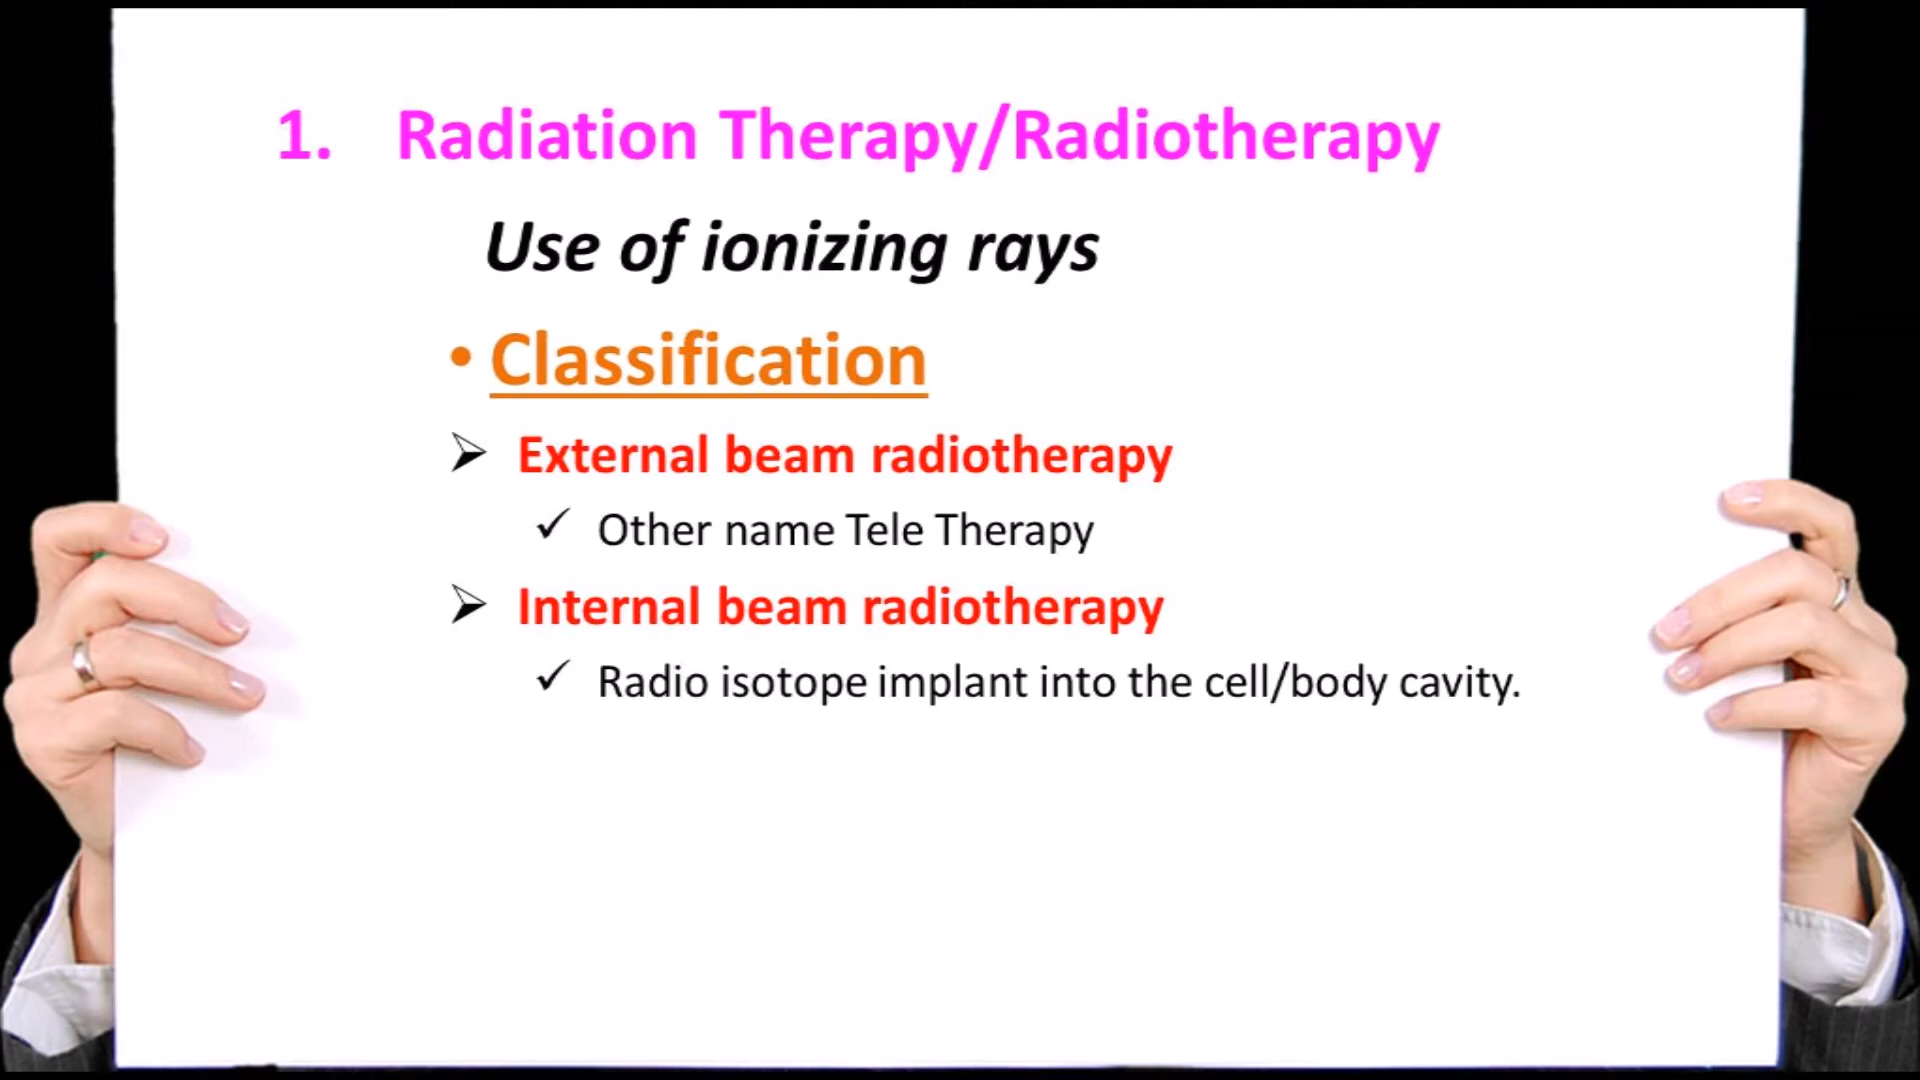 1. Radiation Therapy/Radiotherapy
Use of ionizing rays
• Classification
➢ External beam radiotherapy
✓ Other name Tele Therapy
➢ Internal beam radiotherapy
✓ Radio isotope implant into the cell/body cavity.